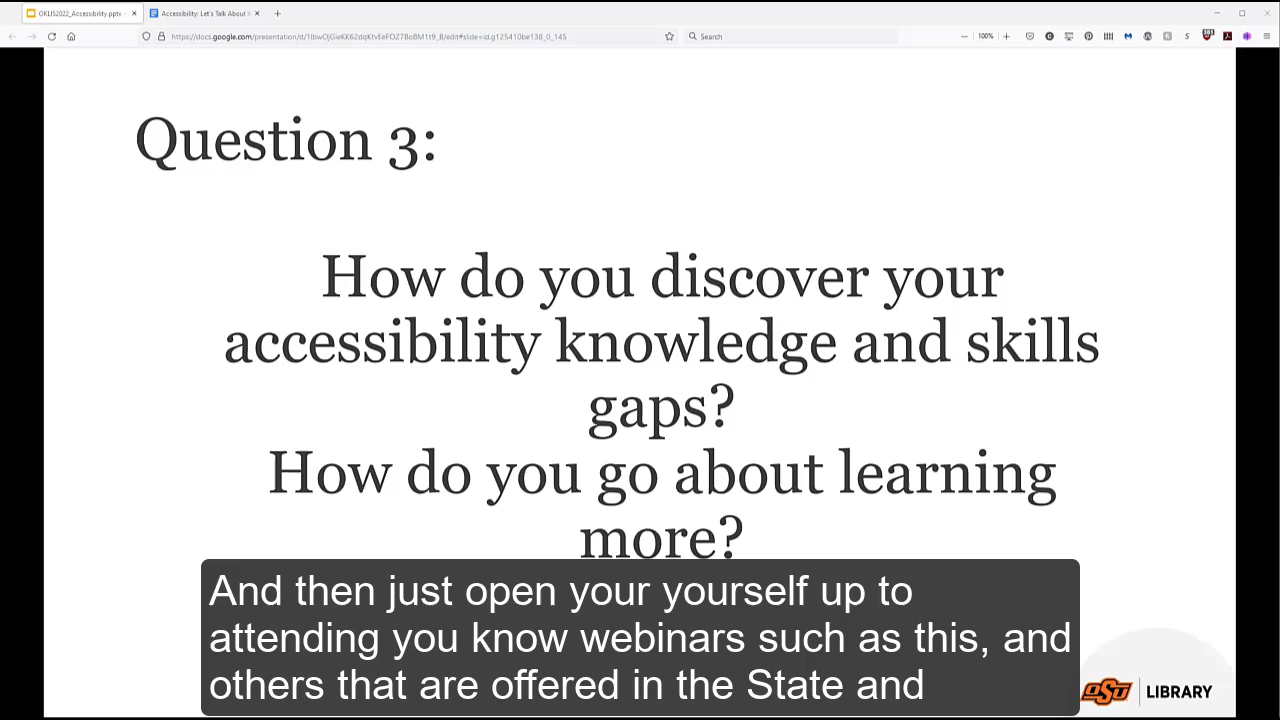 OKLIS2022_Accessibility.pptx
Accessibility: Let's Talk About I
https://docs.google.com/presentation/d/1IbwOjGieKK62dqKtvEeFOZ7BoBM1t9_B/edit#slide=id.g125410be138_0_145
100%
Search
Question 3:
How do you discover your
accessibility knowledge and skills
gaps?
How do you go about learning
more?
And then just open your yourself up to
attending you know webinars such as this, and
others that are offered in the State and
OSU LIBRARY